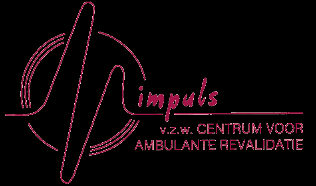 impuls
v.z.w. CENTRUM VOOR
AMBULANTE REVALIDATIE